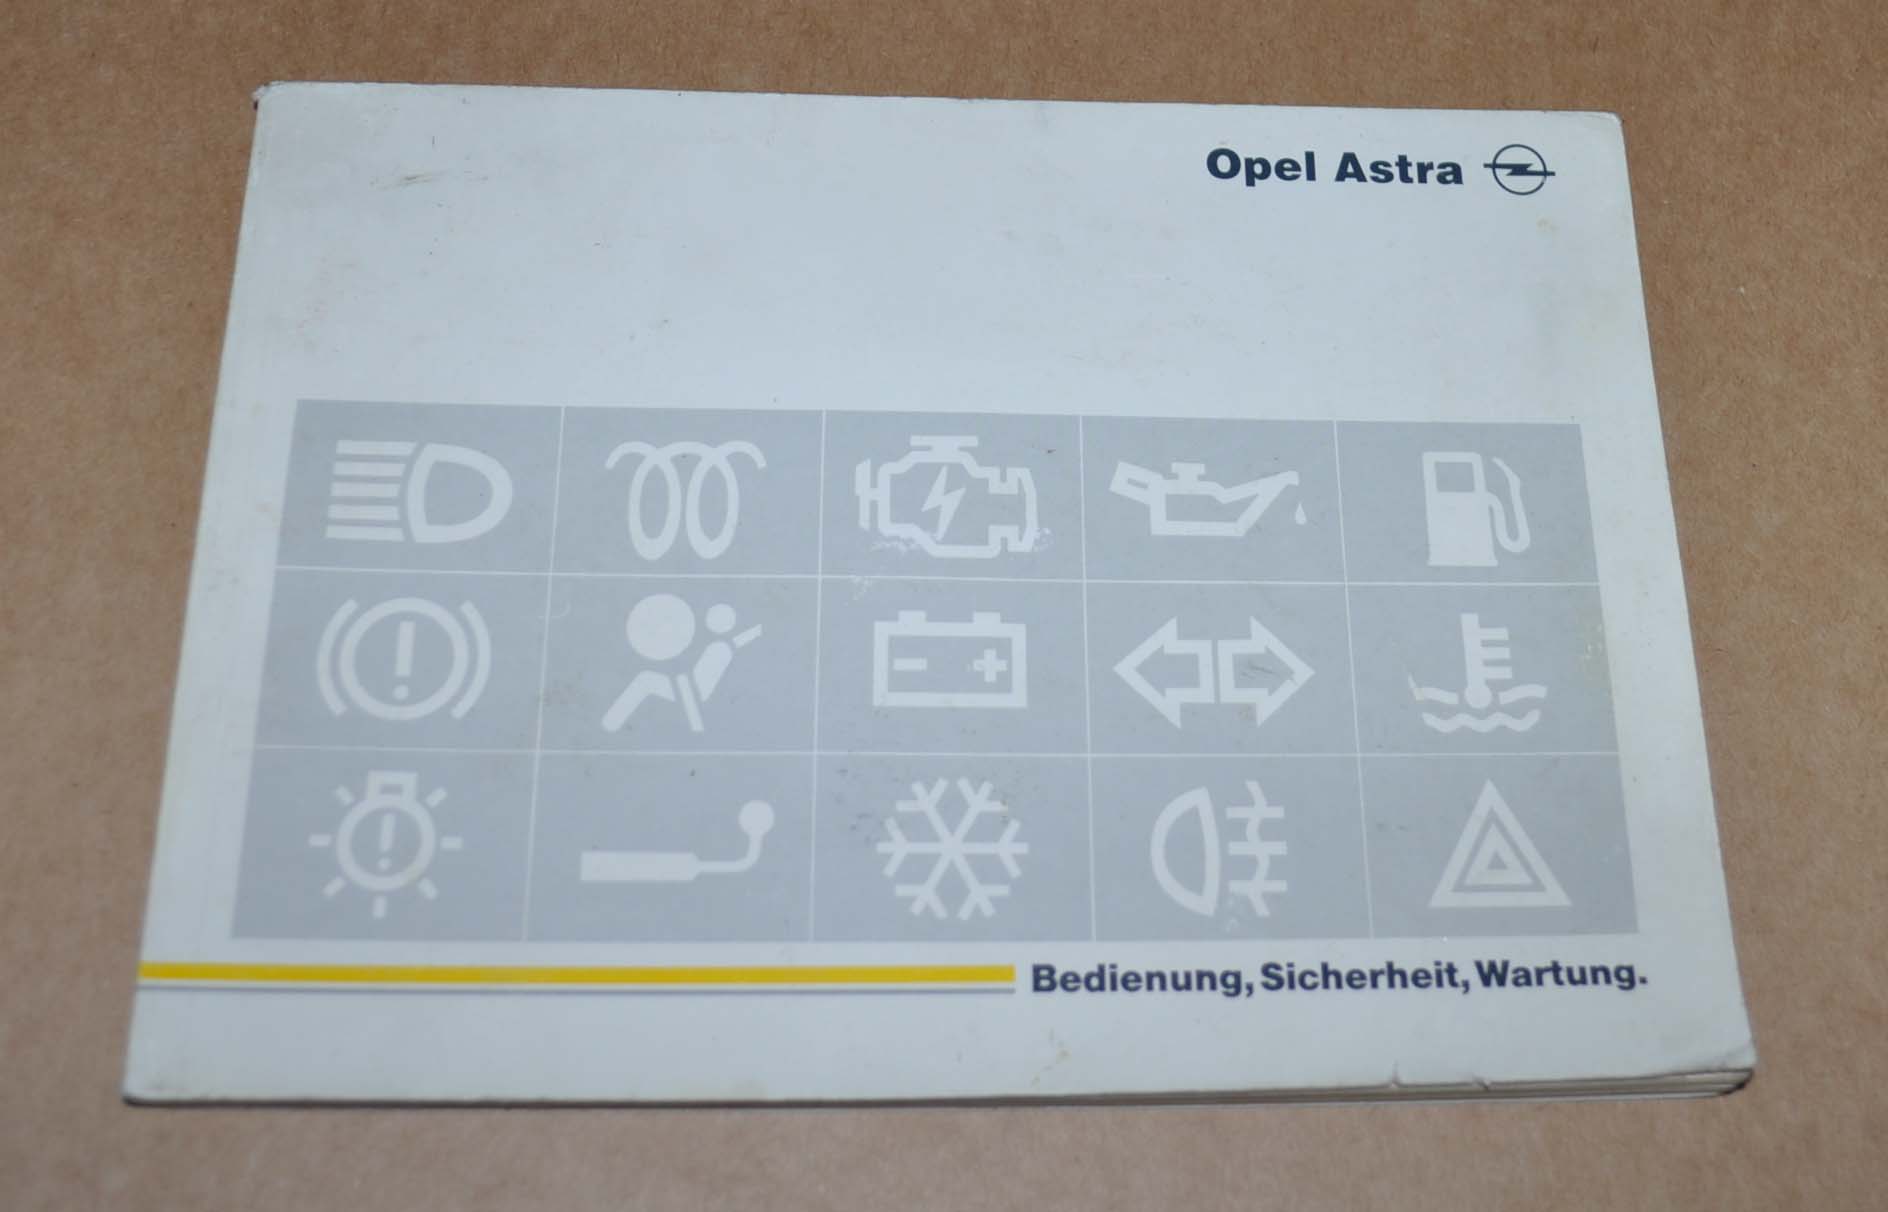 Opel Astra
Bedienung, Sicherheit, Wartung.